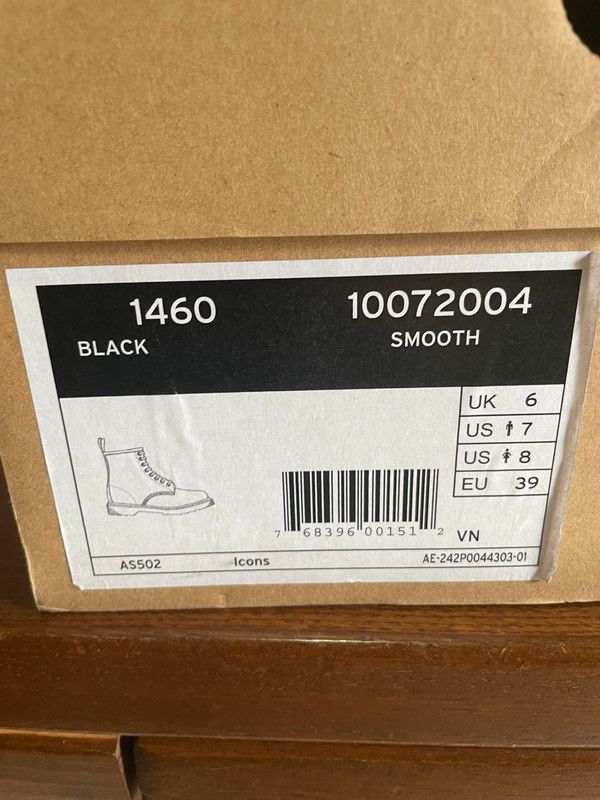 1460 10072004
BLACK SMOOTH
UK 6
US 7
US 8
EU 39
7 68396 00151 2
VN
AS502 Icons AE-242P0044303-01